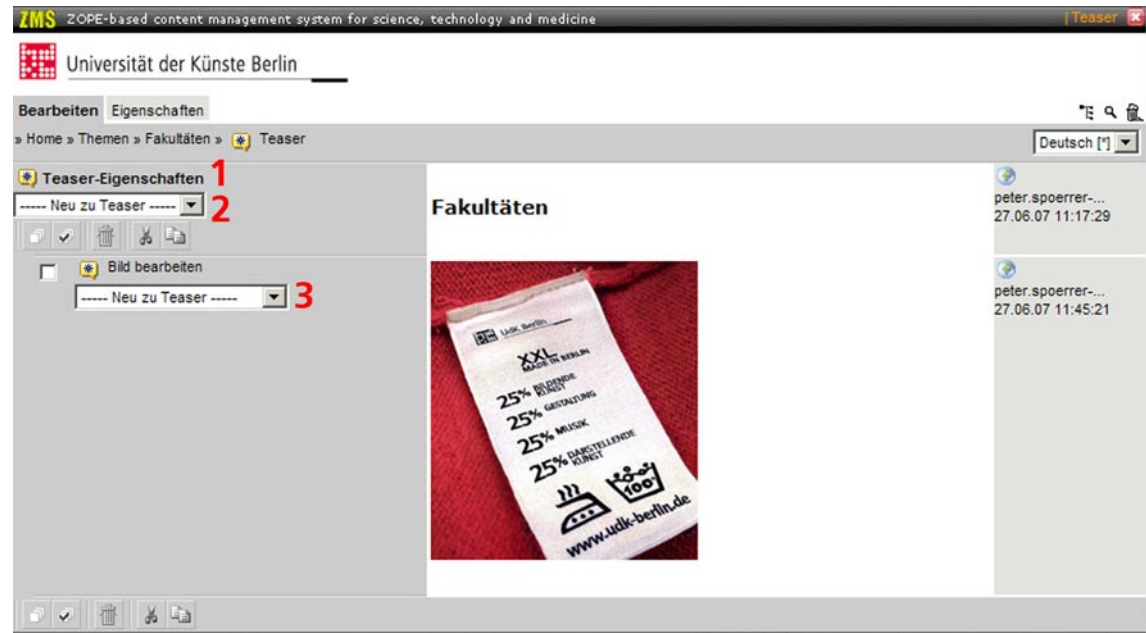 ZMS ZOPE-based content management system for science, technology and medicine | Teaser
Universität der Künste Berlin
Bearbeiten Eigenschaften
» Home » Themen » Fakultäten » Teaser Deutsch [*]
Teaser-Eigenschaften 1
----- Neu zu Teaser ----- 2
Fakultäten
peter.spoerrer-...
27.06.07 11:17:29
Bild bearbeiten
----- Neu zu Teaser ----- 3
UdK Berlin
XXL
MADE IN BERLIN
25% BILDENDE
KUNST
25% GESTALTUNG
25% MUSIK
25% DARSTELLENDE
KUNST
100°
www.udk-berlin.de
peter.spoerrer-...
27.06.07 11:45:21